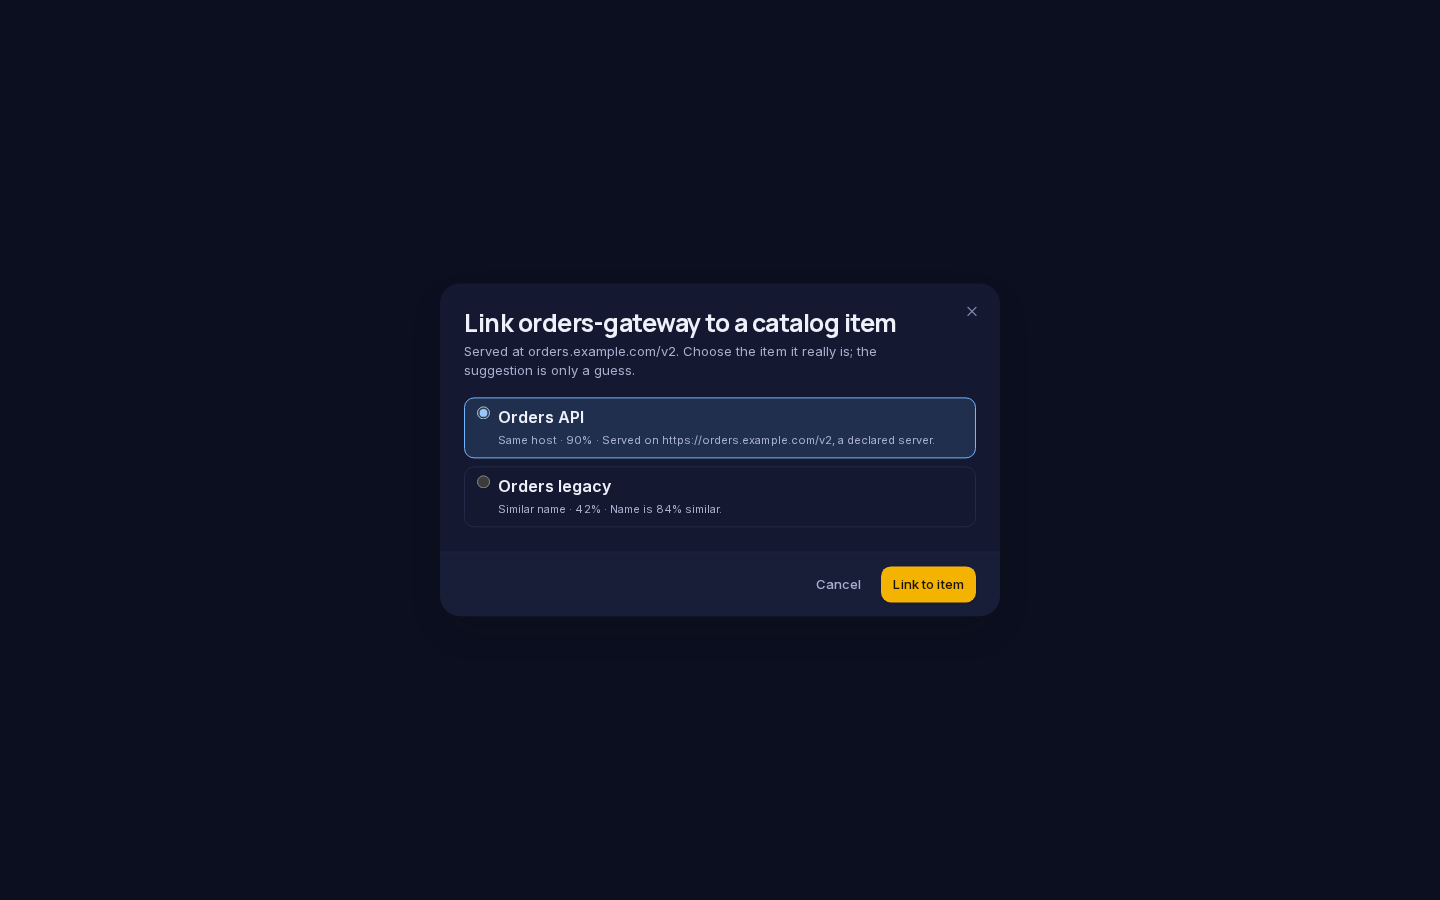 Link orders-gateway to a catalog item
Served at orders.example.com/v2. Choose the item it really is; the
suggestion is only a guess.
Orders API
Same host · 90% · Served on https://orders.example.com/v2, a declared server.
Orders legacy
Similar name · 42% · Name is 84% similar.
Cancel
Link to item